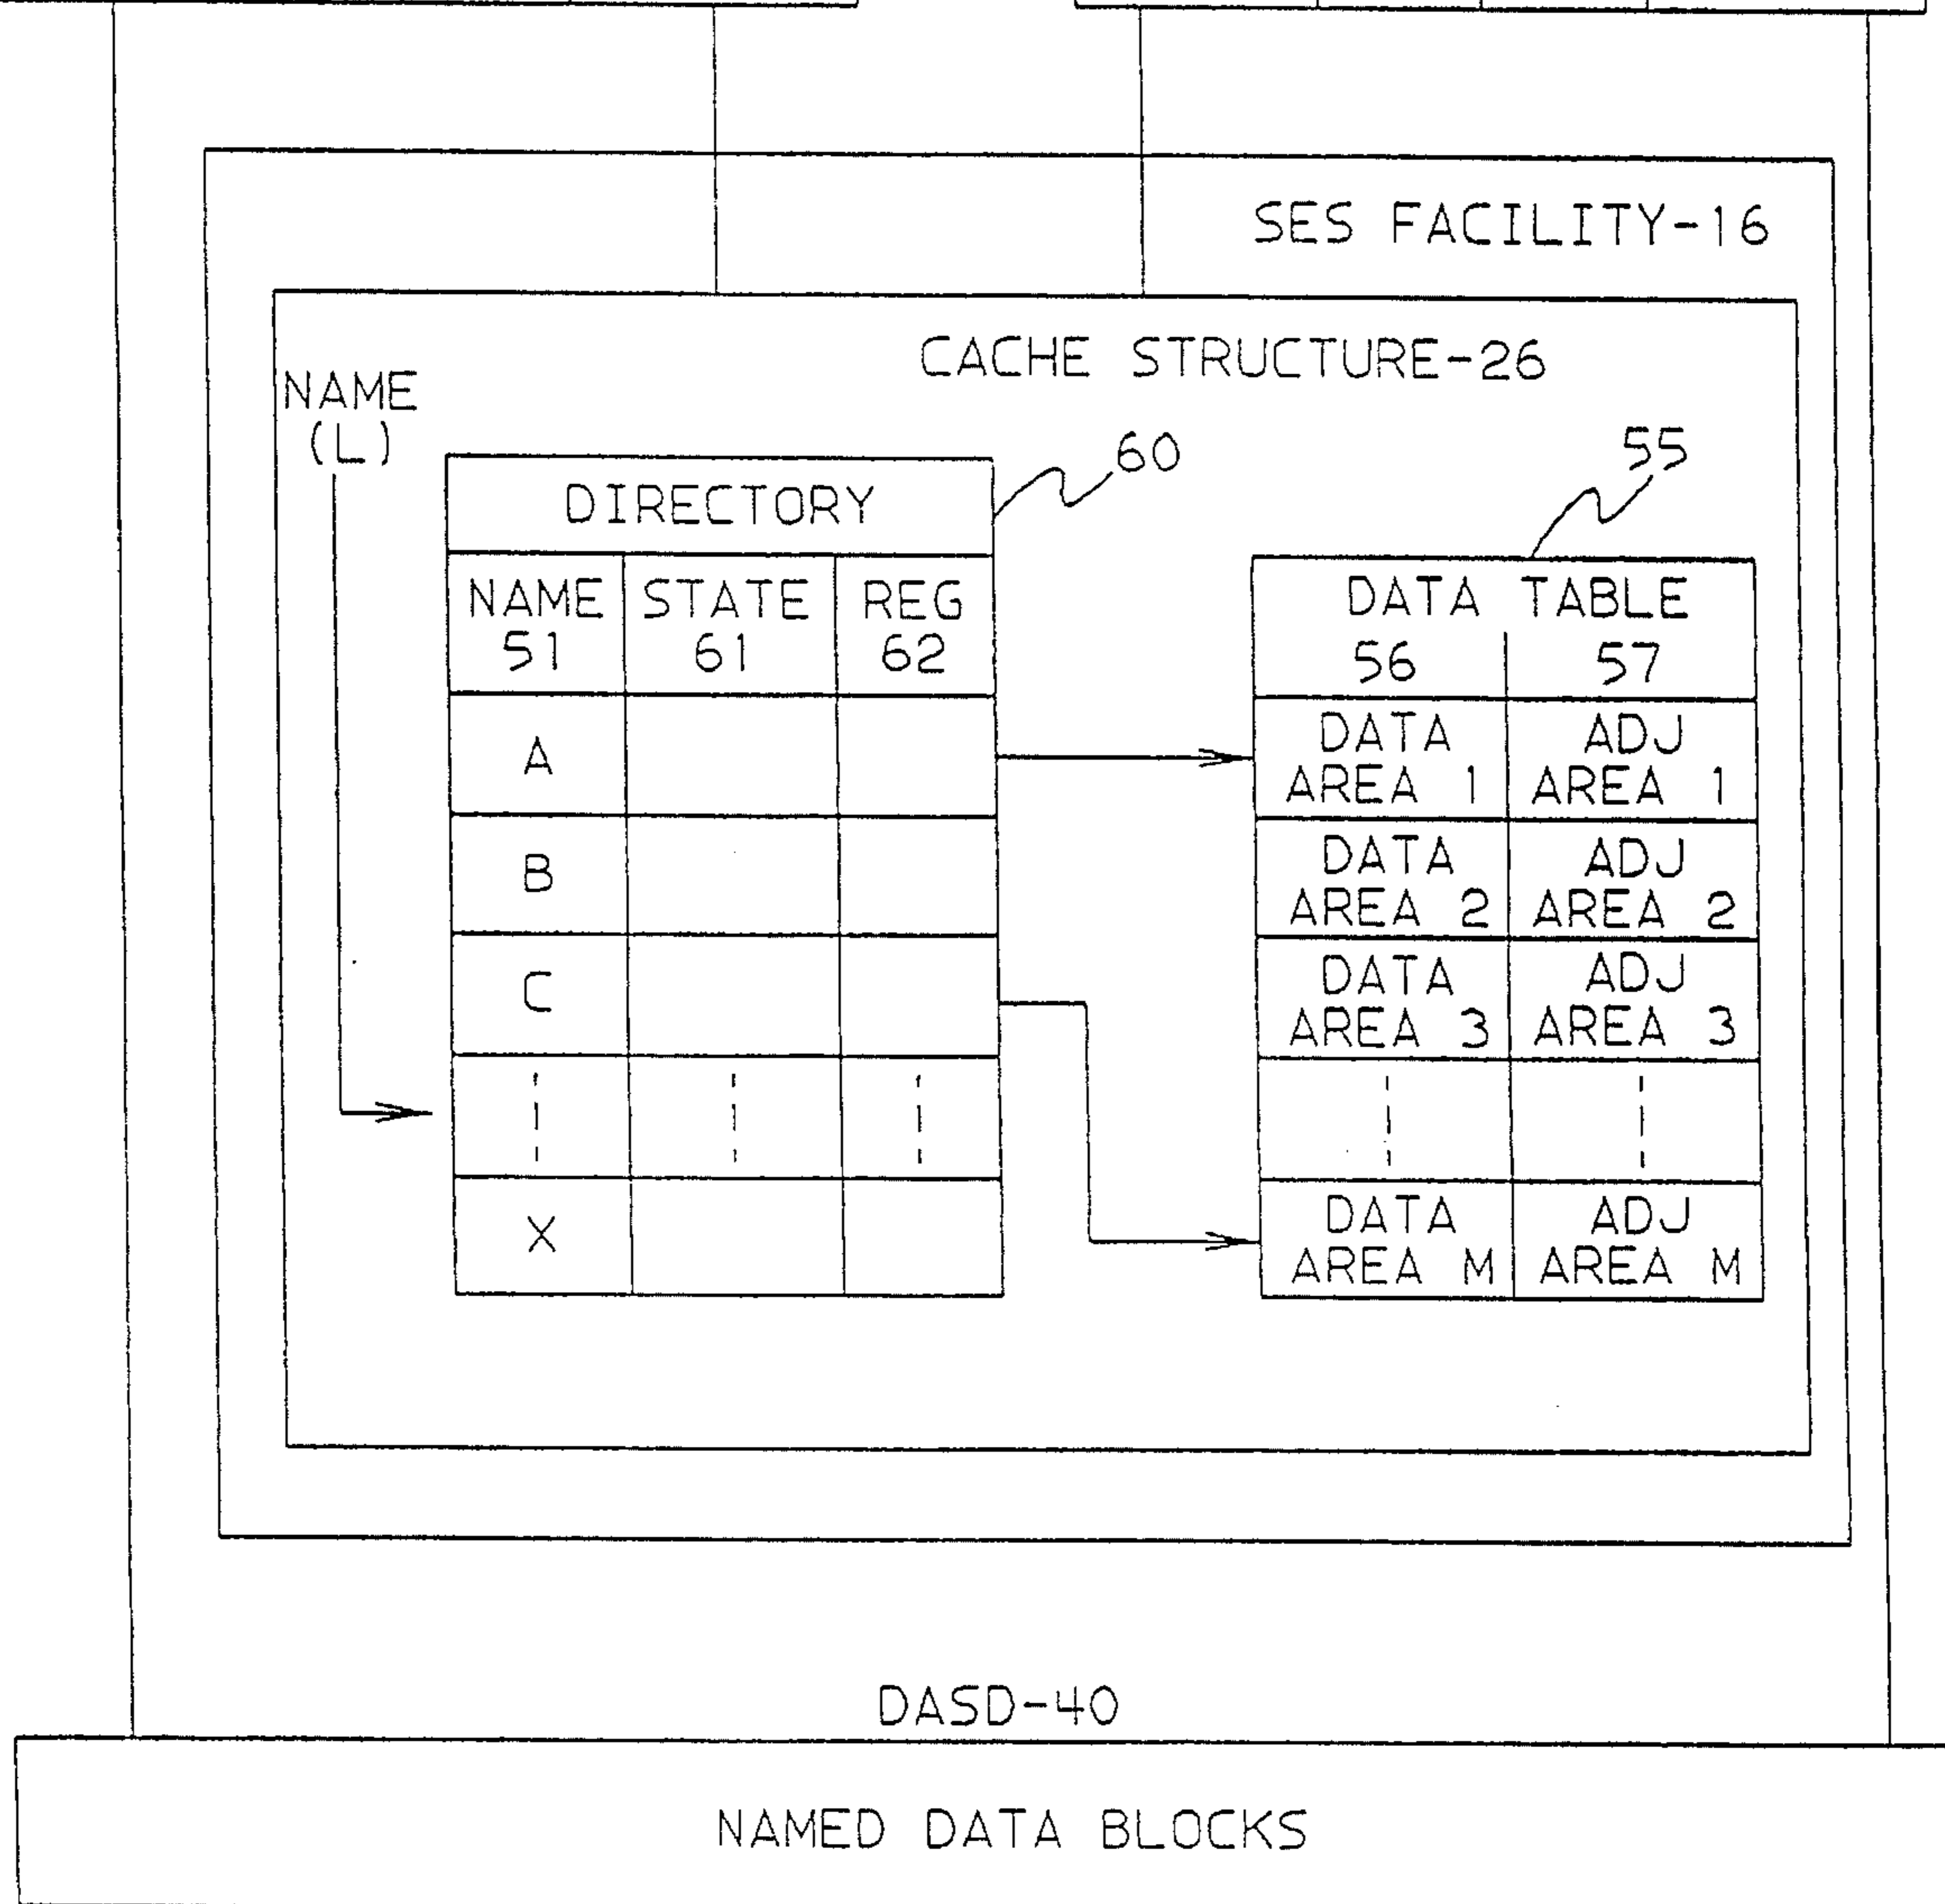 SES FACILITY-16
CACHE STRUCTURE-26
NAME
(L)
60
55
DIRECTORY
NAME STATE REG
51 61 62
A
B
C
X
DATA TABLE
56 57
DATA ADJ
AREA 1 AREA 1
DATA ADJ
AREA 2 AREA 2
DATA ADJ
AREA 3 AREA 3
DATA ADJ
AREA M AREA M
DASD-40
NAMED DATA BLOCKS